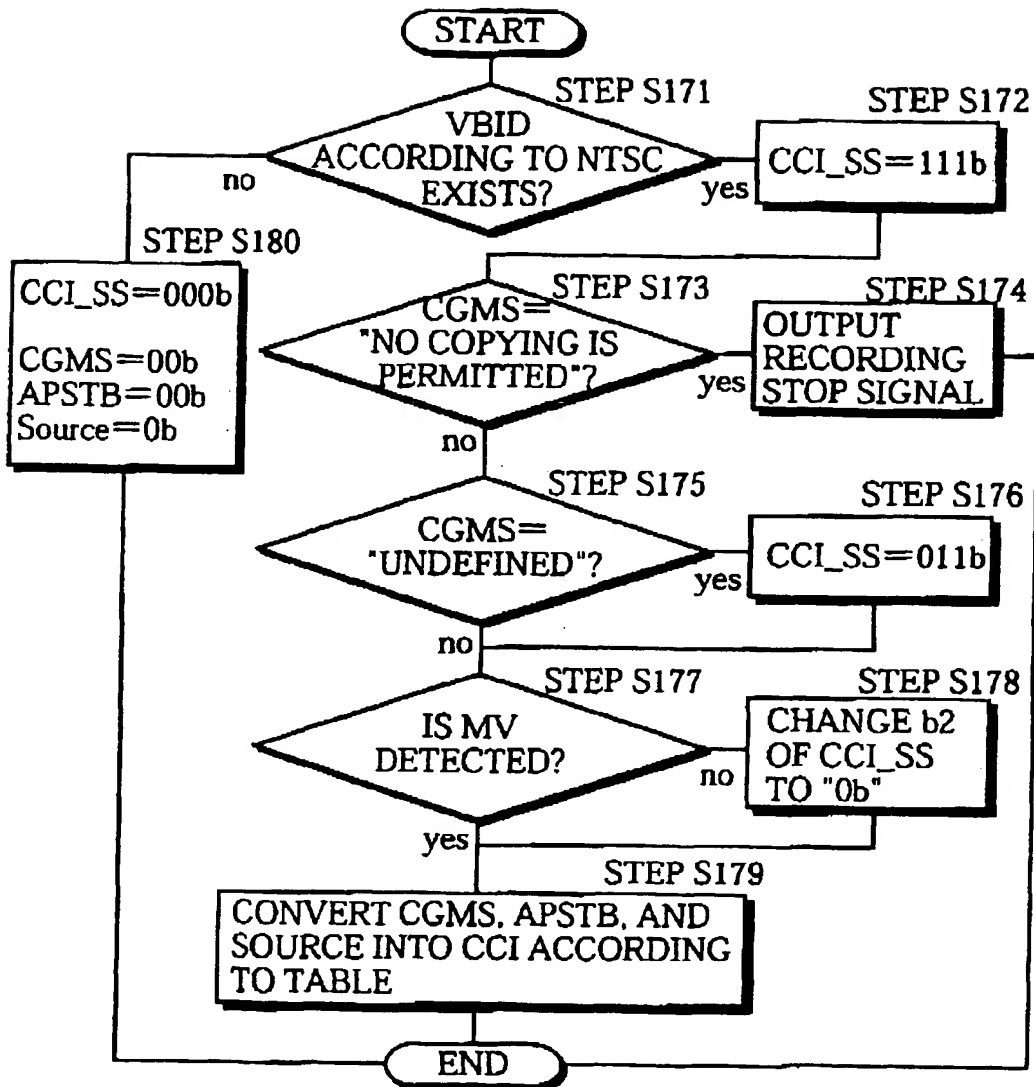 START
STEP S171
VBID
ACCORDING TO NTSC
EXISTS?
no
yes
STEP S172
CCI_SS=111b
STEP S180
CCI_SS=000b
CGMS=00b
APSTB=00b
Source=0b
STEP S173
CGMS=
"NO COPYING IS
PERMITTED"?
yes
no
STEP S174
OUTPUT
RECORDING
STOP SIGNAL
STEP S175
CGMS=
"UNDEFINED"?
yes
no
STEP S176
CCI_SS=011b
STEP S177
IS MV
DETECTED?
no
yes
STEP S178
CHANGE b2
OF CCI_SS
TO "0b"
STEP S179
CONVERT CGMS, APSTB, AND
SOURCE INTO CCI ACCORDING
TO TABLE
END